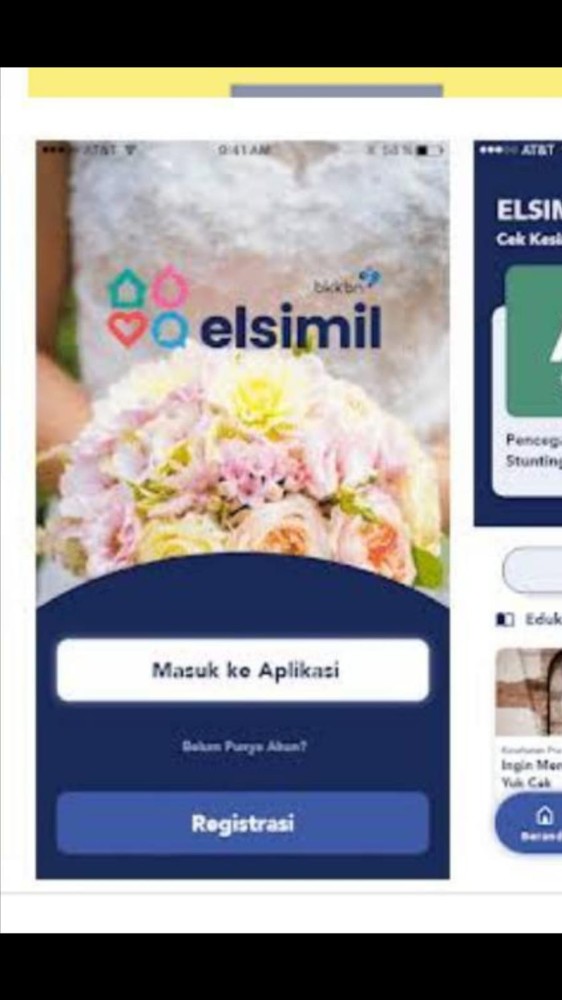 AT&T 9:41 AM 58 %
bkkbn
elsimil
Masuk ke Aplikasi
Belum Punya Akun?
Registrasi
AT&T
ELSIM
Cek Kesi
Pencega
Stunting
Eduk
Ingin Men
Yuk Cek
Berand